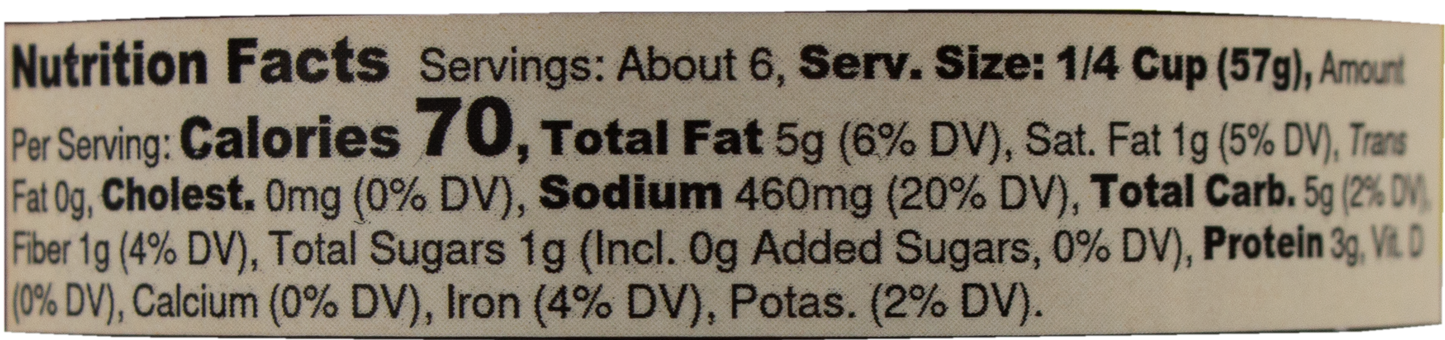 Nutrition Facts Servings: About 6, Serv. Size: 1/4 Cup (57g), Amount
Per Serving: Calories 70, Total Fat 5g (6% DV), Sat. Fat 1g (5% DV), Trans
Fat 0g, Cholest. 0mg (0% DV), Sodium 460mg (20% DV), Total Carb. 5g (2% DV),
Fiber 1g (4% DV), Total Sugars 1g (Incl. 0g Added Sugars, 0% DV), Protein 3g, Vit. D
(0% DV), Calcium (0% DV), Iron (4% DV), Potas. (2% DV).